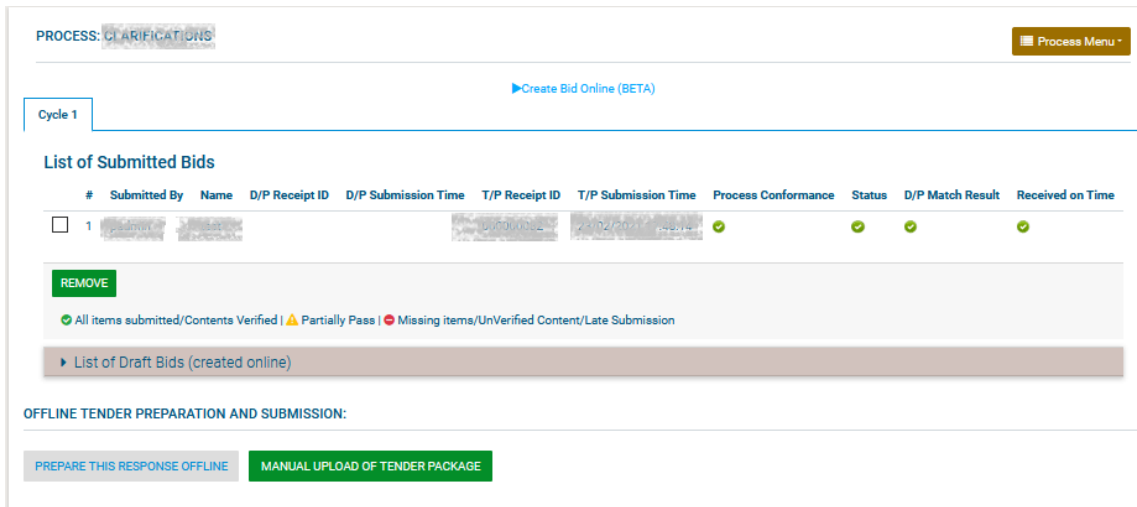 PROCESS: CLARIFICATIONS
Process Menu
Create Bid Online (BETA)
Cycle 1
List of Submitted Bids
# Submitted By Name D/P Receipt ID D/P Submission Time T/P Receipt ID T/P Submission Time Process Conformance Status D/P Match Result Received on Time
1
REMOVE
All items submitted/Contents Verified | Partially Pass | Missing items/UnVerified Content/Late Submission
List of Draft Bids (created online)
OFFLINE TENDER PREPARATION AND SUBMISSION:
PREPARE THIS RESPONSE OFFLINE MANUAL UPLOAD OF TENDER PACKAGE